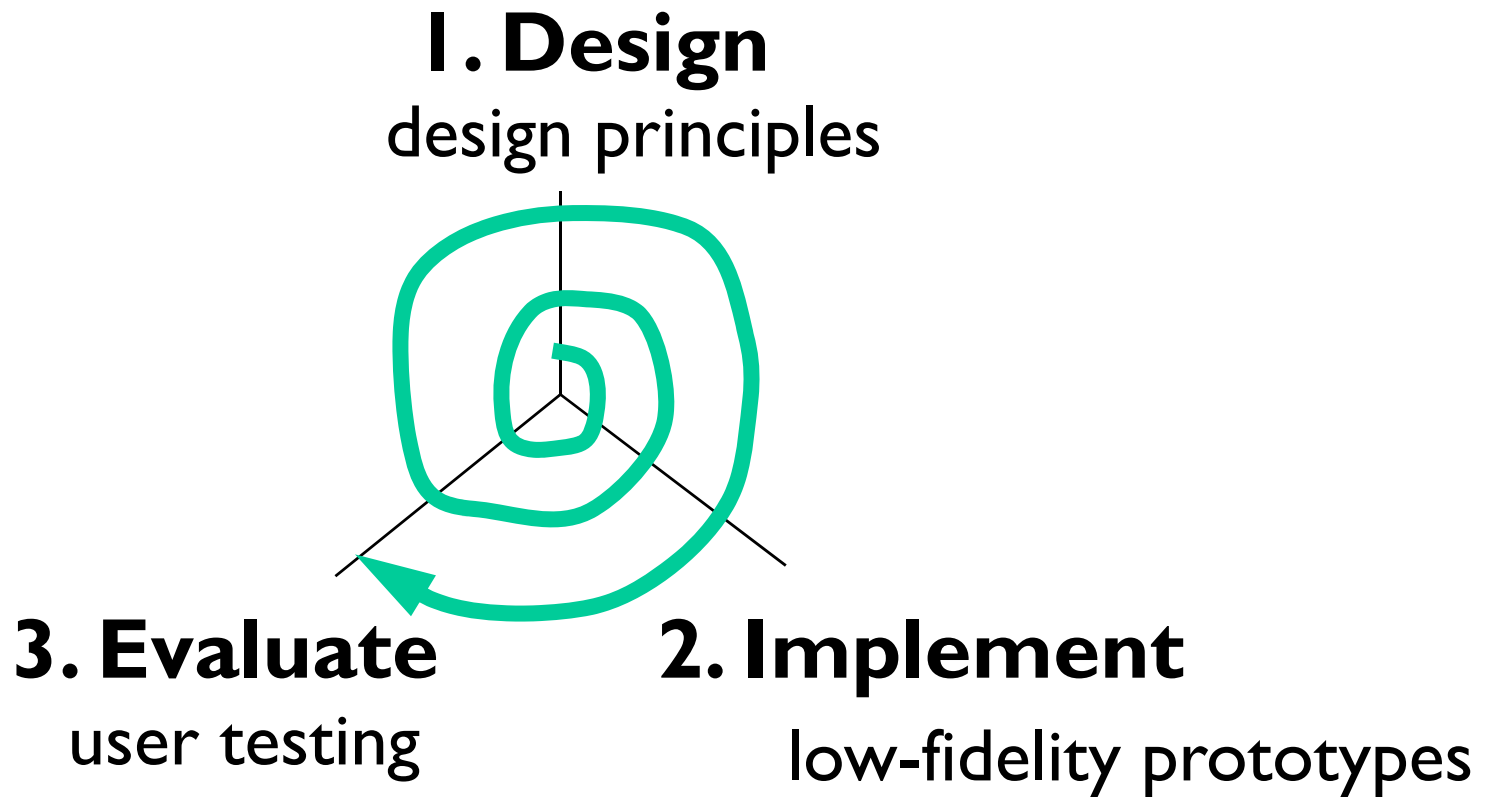 1. Design
design principles
3. Evaluate
user testing
2. Implement
low-fidelity prototypes